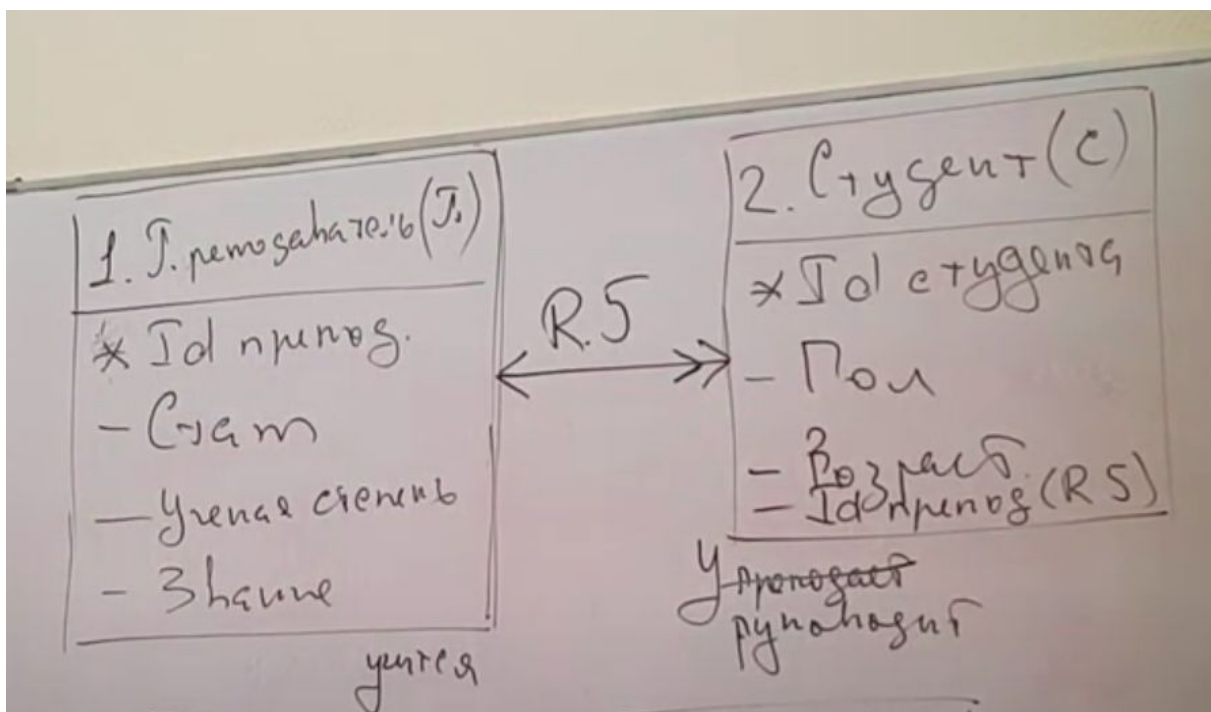 1. Преподаватель (П.)
* Id препод.
- Стаж
- Ученая степень
- Звание
учится
R.5
2. Студент (С)
* Id студента
- Пол
- Возраст
- Id препод (R5)
преподает
руководит